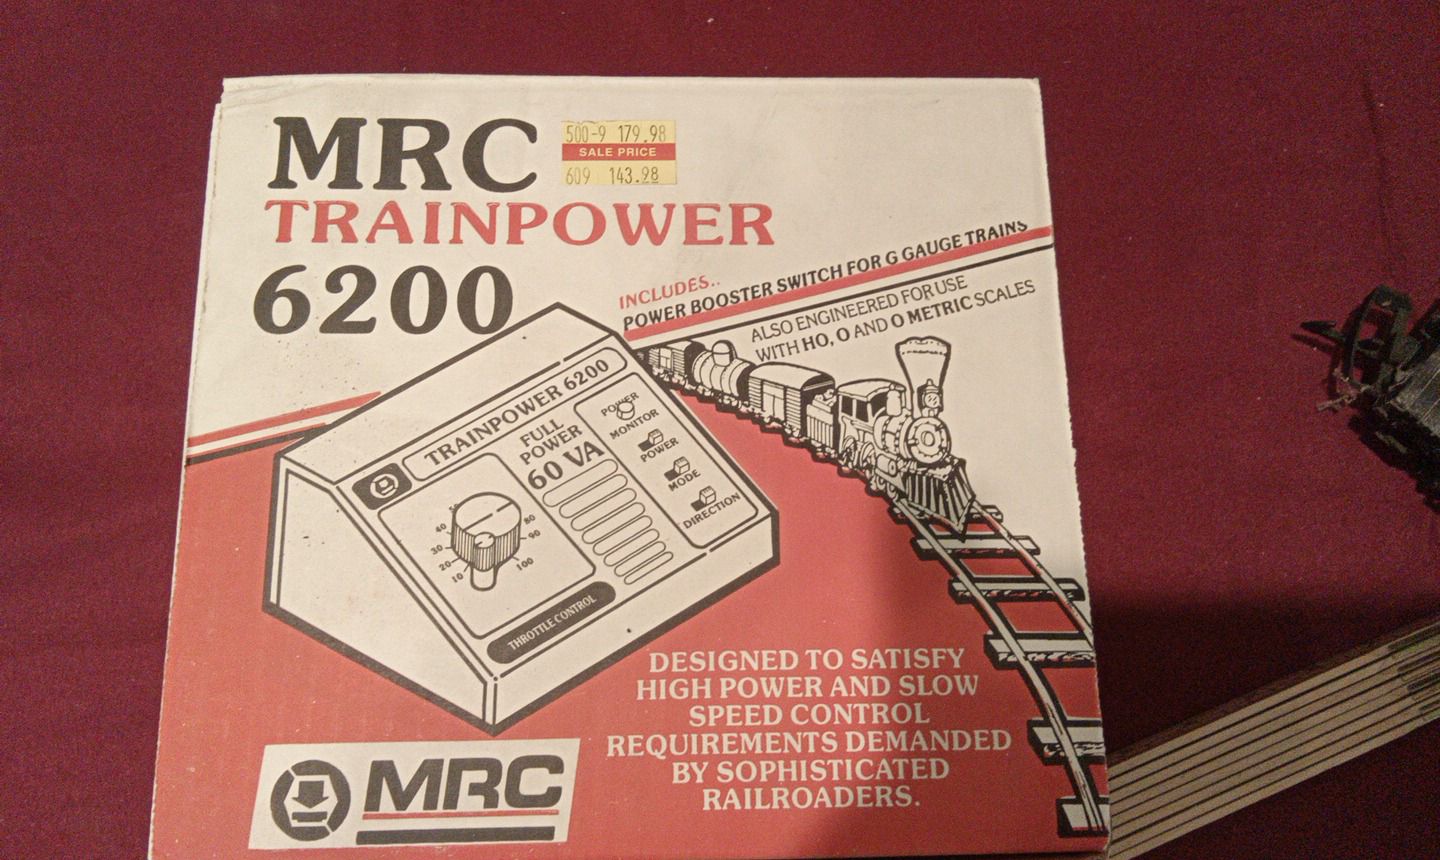 MRC
500-9 179.98
SALE PRICE
609 143.98
TRAINPOWER
6200
INCLUDES..
POWER BOOSTER SWITCH FOR G GAUGE TRAINS
ALSO ENGINEERED FOR USE
WITH HO, O AND O METRIC SCALES
TRAINPOWER 6200
FULL
POWER
60 VA
POWER
MONITOR
POWER
MODE
DIRECTION
40
30
20
10
80
90
100
THROTTLE CONTROL
DESIGNED TO SATISFY
HIGH POWER AND SLOW
SPEED CONTROL
REQUIREMENTS DEMANDED
BY SOPHISTICATED
RAILROADERS.
MRC